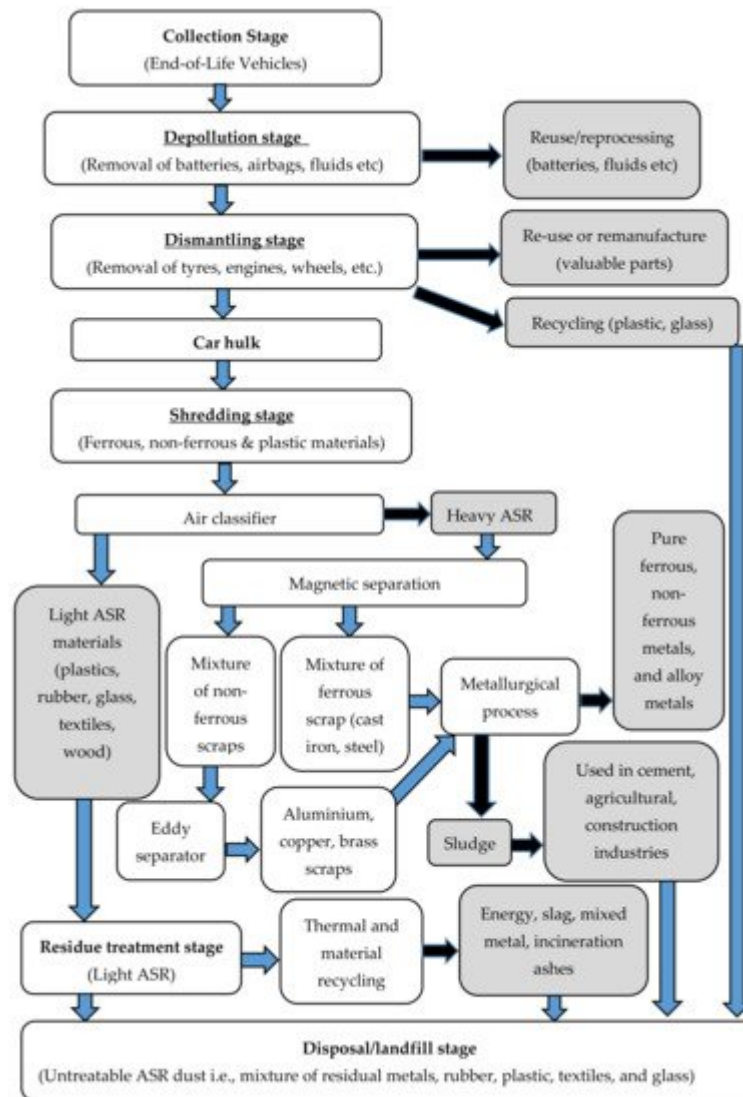 Collection Stage
(End-of-Life Vehicles)
Depollution stage
(Removal of batteries, airbags, fluids etc)
Reuse/reprocessing
(batteries, fluids etc)
Dismantling stage
(Removal of tyres, engines, wheels, etc.)
Re-use or remanufacture
(valuable parts)
Recycling (plastic, glass)
Car hulk
Shredding stage
(Ferrous, non-ferrous & plastic materials)
Air classifier
Heavy ASR
Magnetic separation
Pure
ferrous,
non-
ferrous
metals,
and alloy
metals
Light ASR
materials
(plastics,
rubber, glass,
textiles,
wood)
Mixture
of non-
ferrous
scraps
Mixture of
ferrous
scrap (cast
iron, steel)
Metallurgical
process
Eddy
separator
Aluminium,
copper, brass
scraps
Sludge
Used in cement,
agricultural,
construction
industries
Residue treatment stage
(Light ASR)
Thermal and
material
recycling
Energy, slag, mixed
metal, incineration
ashes
Disposal/landfill stage
(Untreatable ASR dust i.e., mixture of residual metals, rubber, plastic, textiles, and glass)